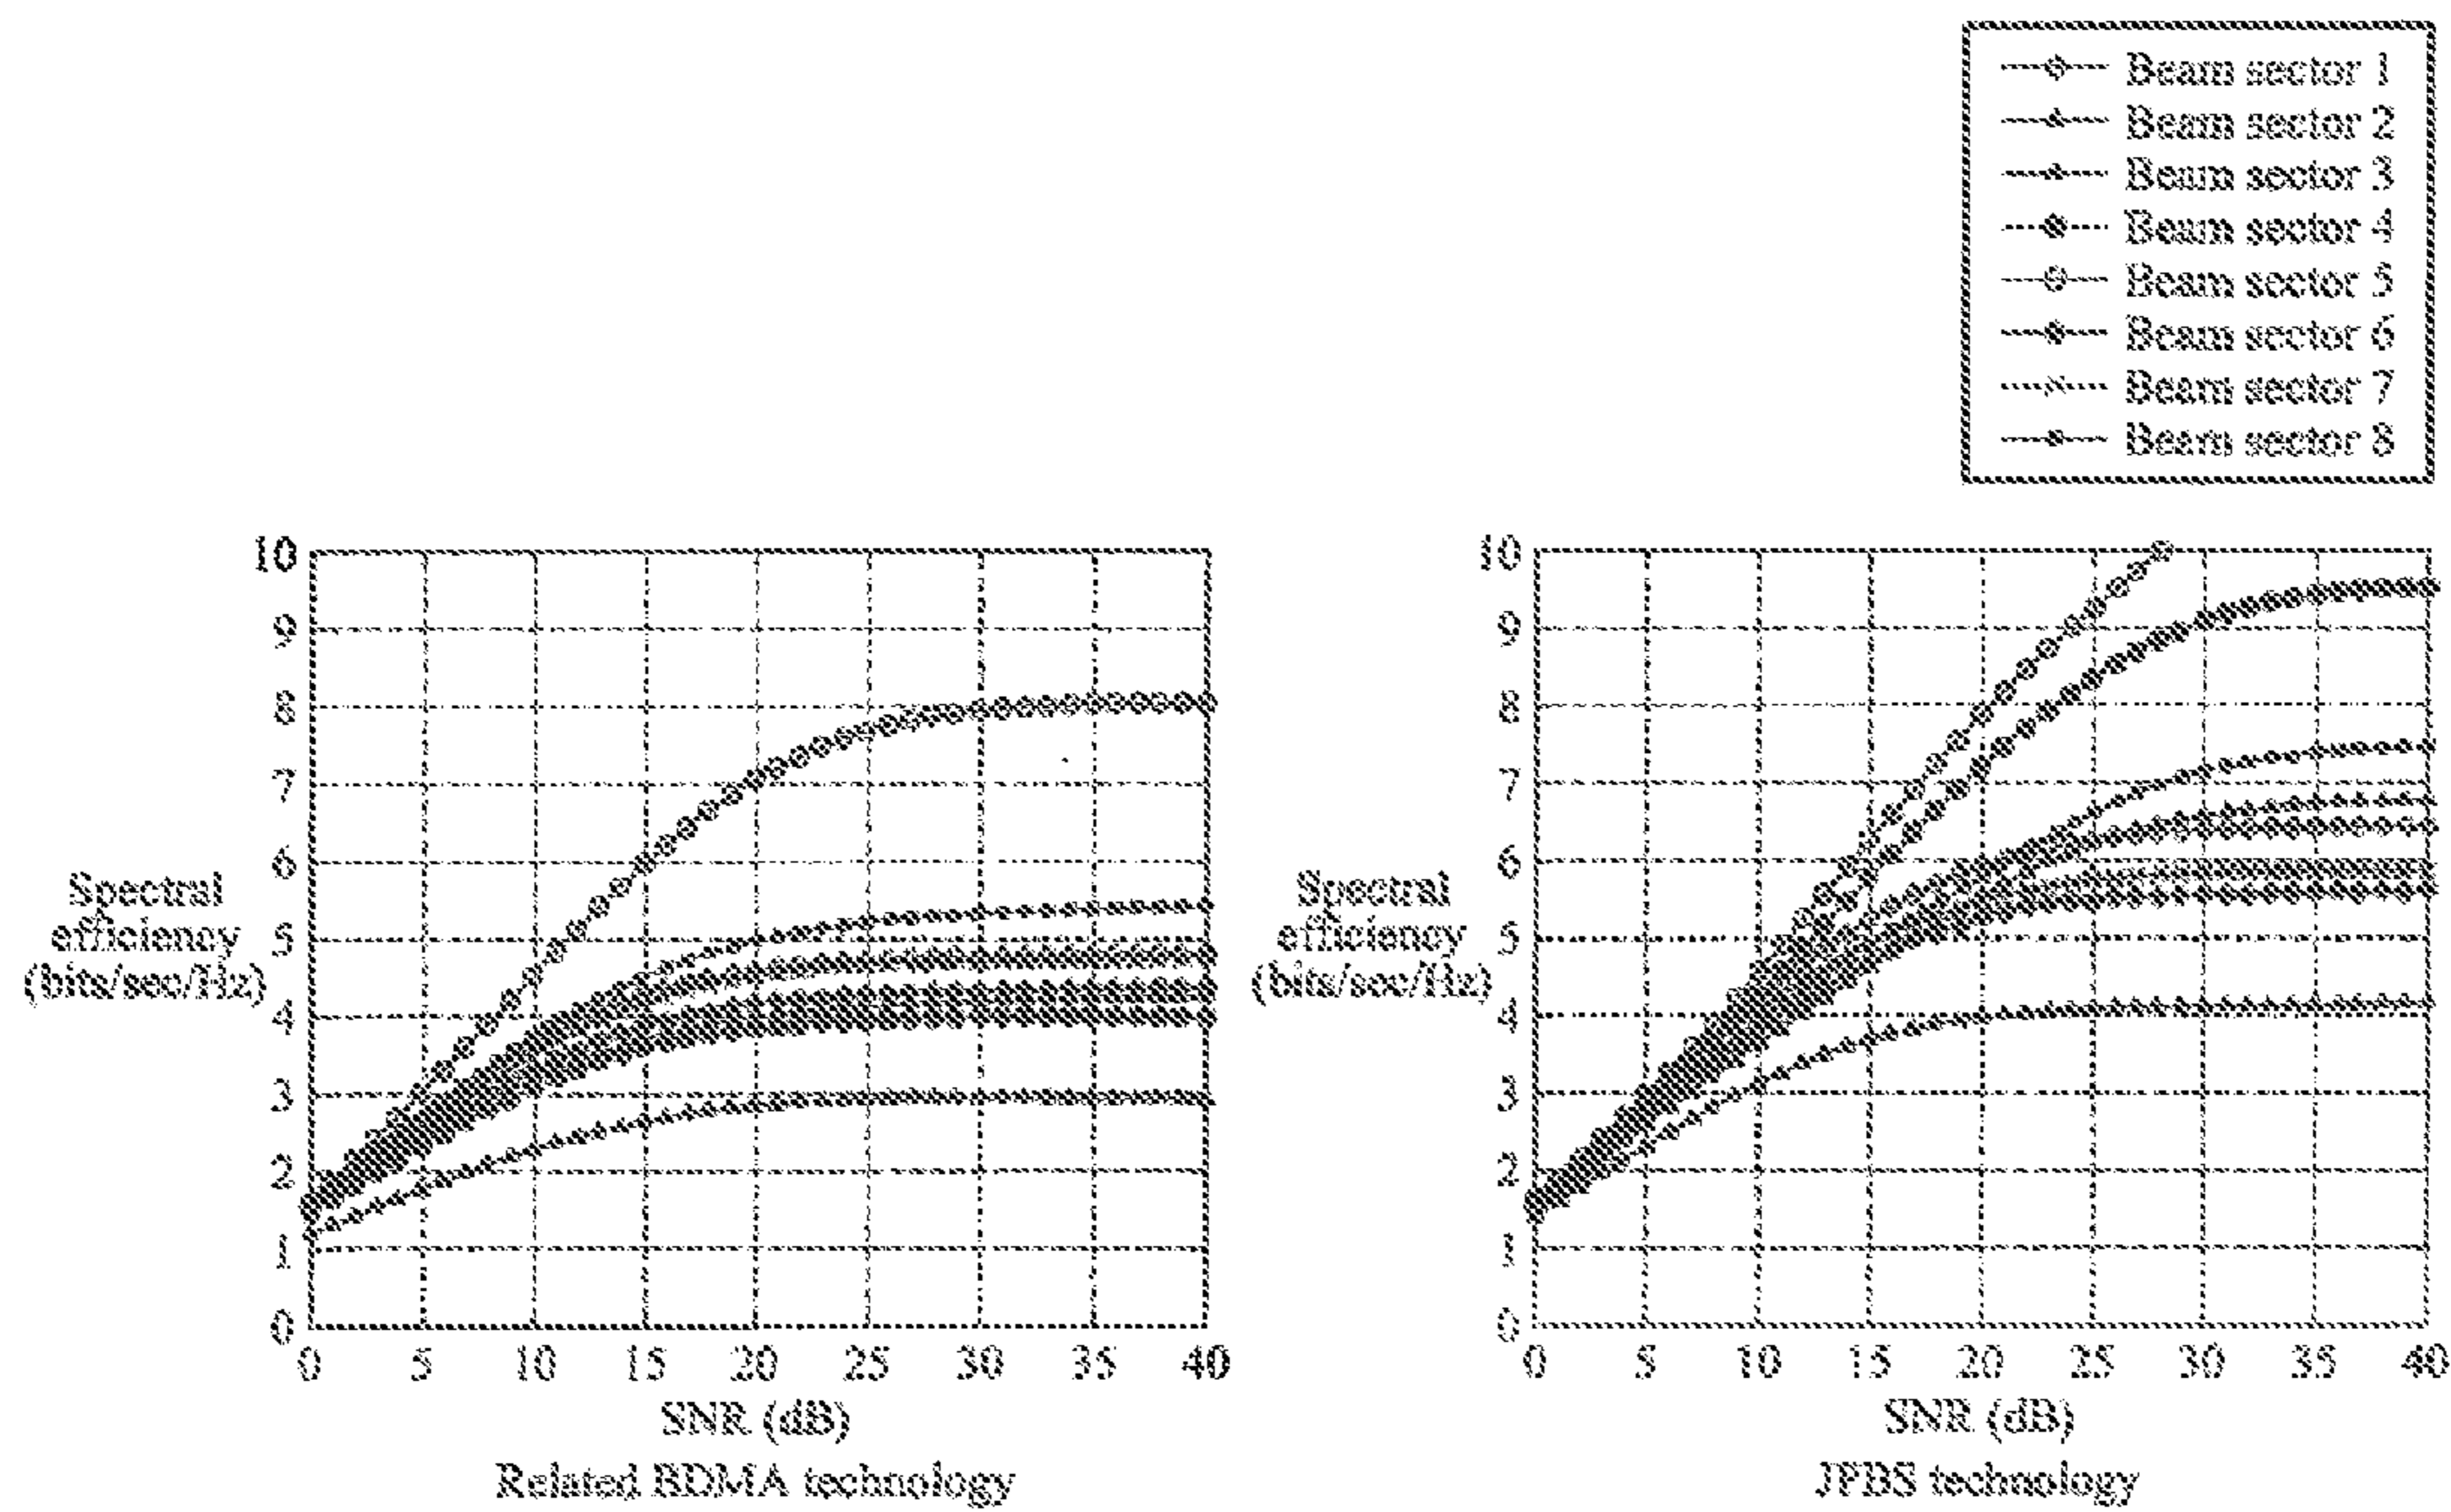 Beam sector 1
Beam sector 2
Beam sector 3
Beam sector 4
Beam sector 5
Beam sector 6
Beam sector 7
Beam sector 8
10
9
8
7
6
5
4
3
2
1
0
Spectral
efficiency
(bits/sec/Hz)
0 5 10 15 20 25 30 35 40
SNR (dB)
Related BDMA technology
10
9
8
7
6
5
4
3
2
1
0
Spectral
efficiency
(bits/sec/Hz)
0 5 10 15 20 25 30 35 40
SNR (dB)
JPBS technology